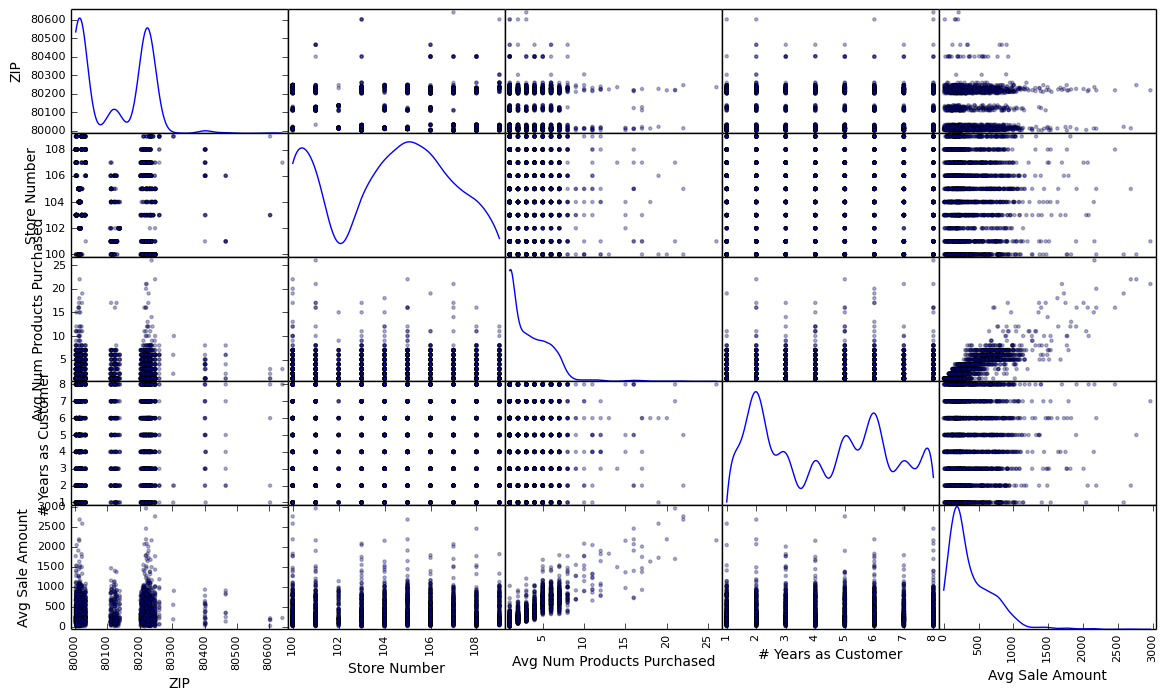 80600
80500
80400
80300
80200
80100
80000
ZIP
108
106
104
102
100
Store Number
25
20
15
10
5
Avg Num Products Purchased
8
7
6
5
4
3
2
1
# Years as Customer
3000
2500
2000
1500
1000
500
0
Avg Sale Amount
80000 80100 80200 80300 80400 80500 80600
ZIP
100 102 104 106 108
Store Number
5 10 15 20 25
Avg Num Products Purchased
1 2 3 4 5 6 7 8
# Years as Customer
0 500 1000 1500 2000 2500 3000
Avg Sale Amount